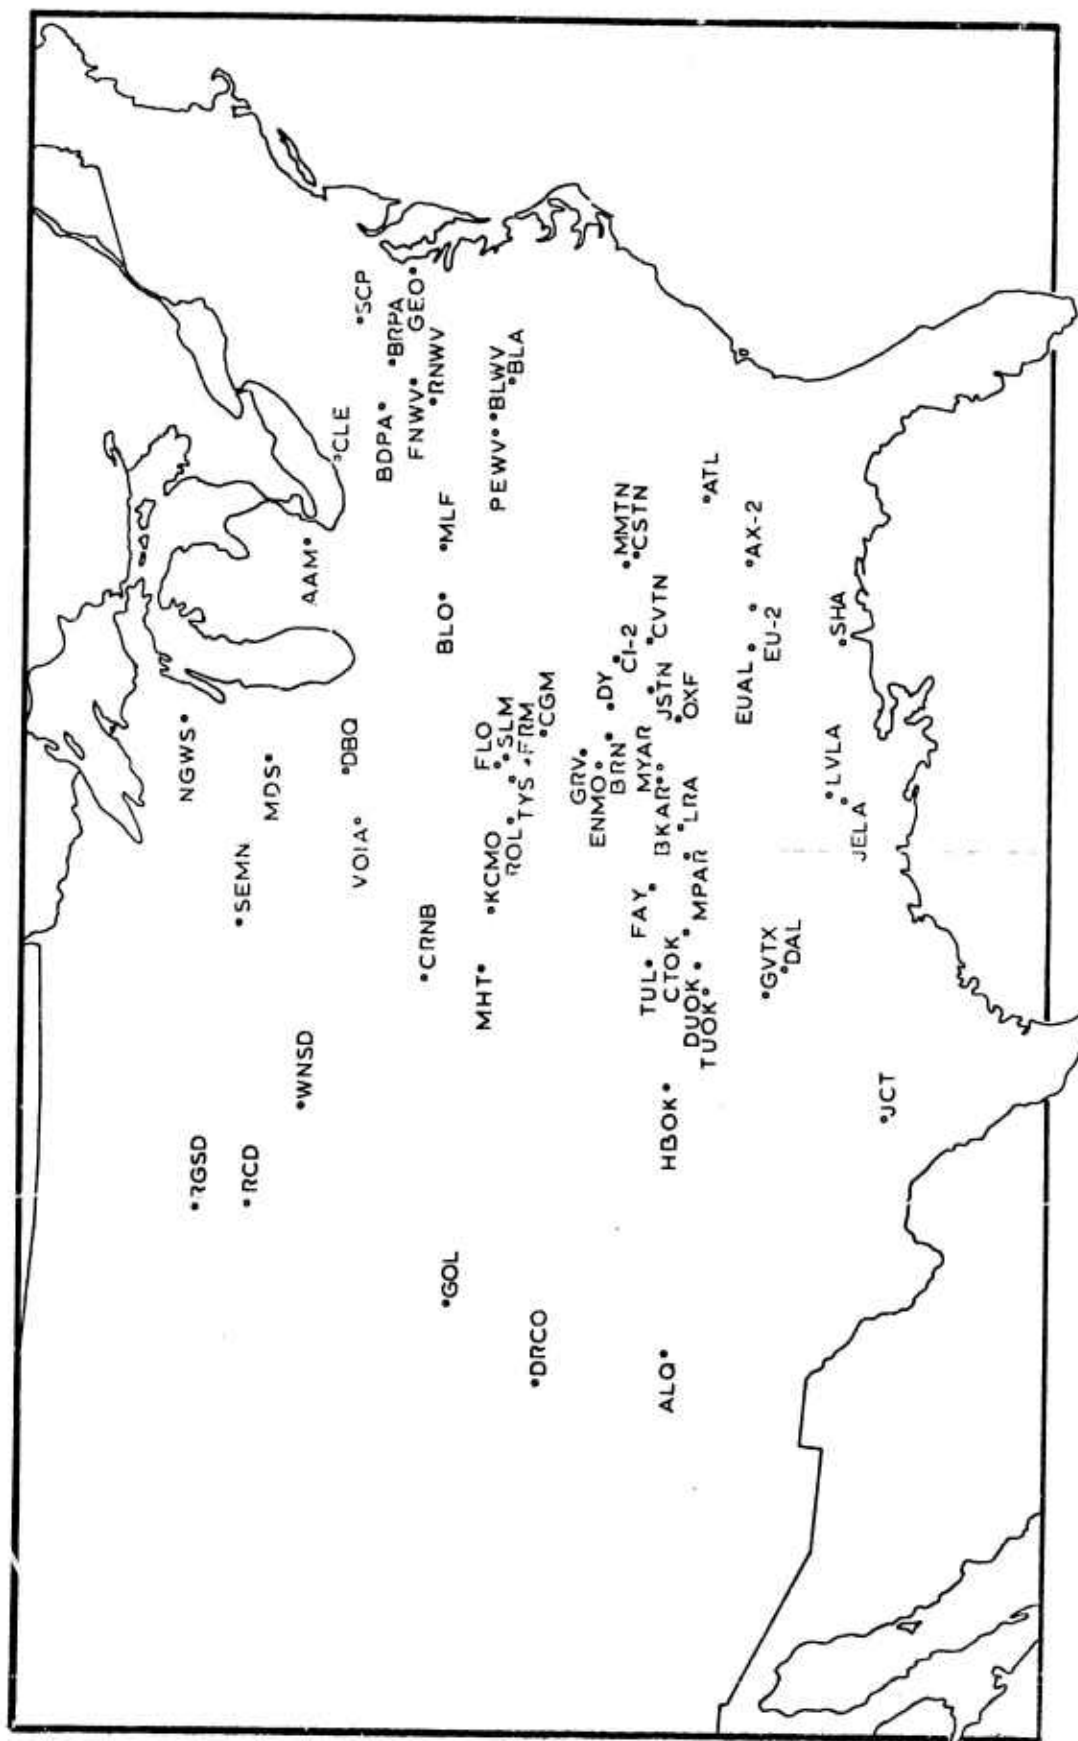 SCP
BRPA
GEO
RNWV
FNWV
BDPA
CLE
BLA
BLWV
PEWV
MLF
AAM
BLO
ATL
MMTN
CSTN
AX-2
CVTN
CI-2
EU-2
EUAL
SHA
DY
JSTN
OXF
CGM
FRM
SLM
FLO
TYS
ROL
KCMO
NGWS
MDS
DBQ
VOIA
SEMN
GRV
ENMO
BRN
MYAR
BKAR
LRA
LVLA
JELA
MPAR
FAY
CRNB
MHT
TUL
CTOK
DUOK
TUOK
GVTX
DAL
WNSD
HBOK
JCT
RGSD
RCD
GOL
DRCO
ALQ